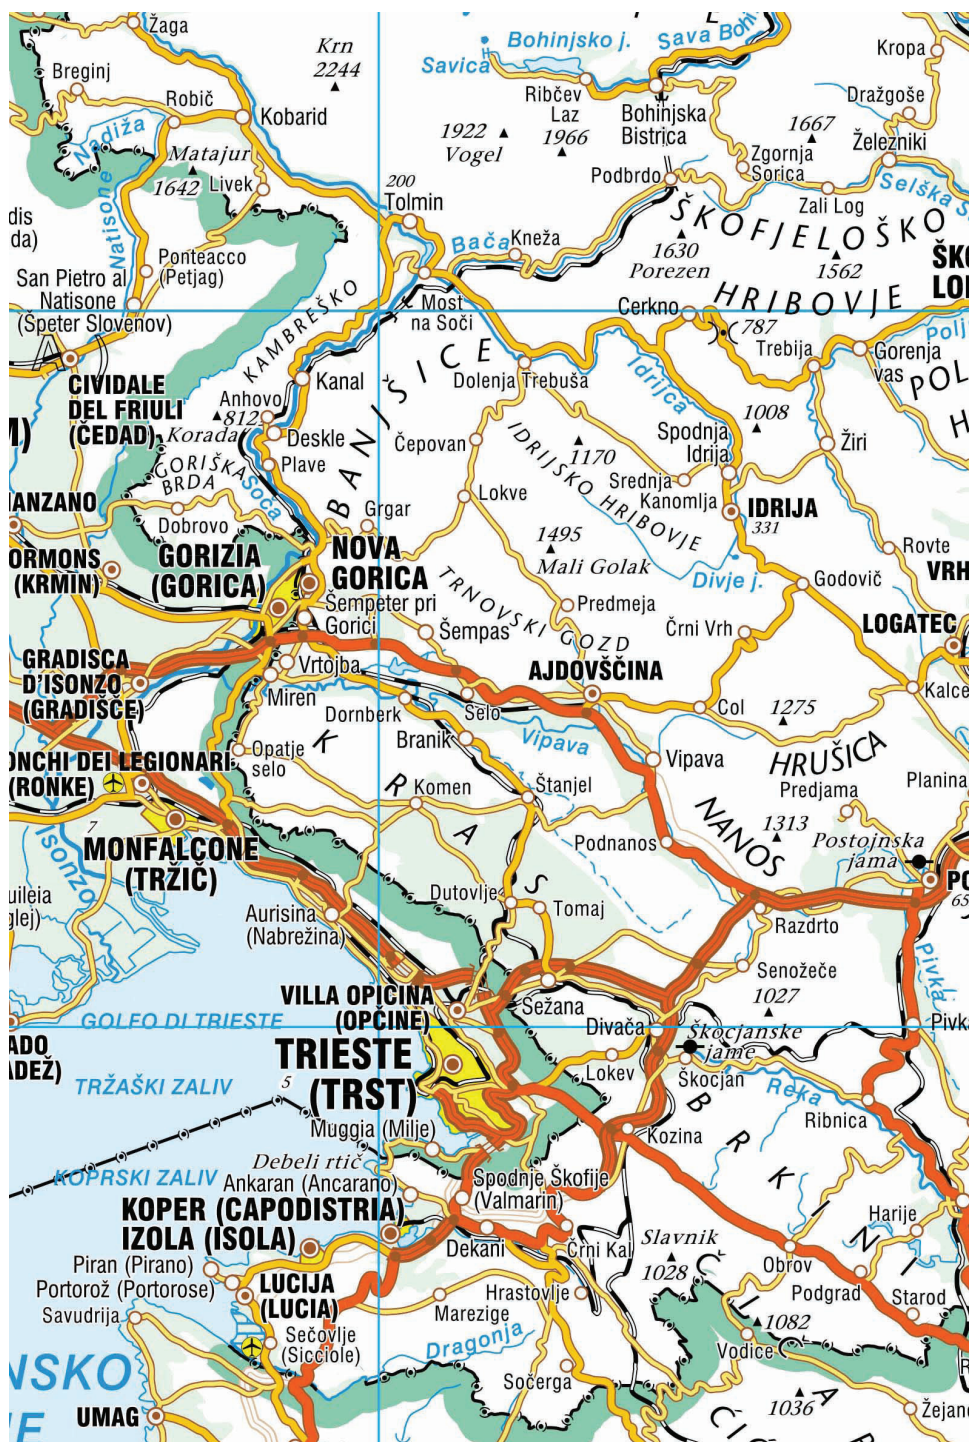 Žaga
Krn
2244
Bohinjsko j.
Savica
Sava Boh
Kropa
Breginj
Robič
Kobarid
Ribčev
Laz
Bohinjska
Bistrica
Dražgoše
Nadiža
1922
Vogel
1966
1667
Železniki
Matajur
1642
Livek
200
Tolmin
Podbrdo
Zgornja
Sorica
Zali Log
Selška S
dis
da)
Natisone
Ponteacco
(Petjag)
Bača
Kneža
ŠKOFJELOŠKO
1630
Porezen
1562
ŠKO
LO
San Pietro al
Natisone
(Špeter Slovenov)
KAMBREŠKO
Most
na Soči
Cerkno
HRIBOVJE
787
Trebija
Polj
Gorenja
vas
POL
H
CIVIDALE
DEL FRIULI
(ČEDAD)
Kanal
BANJŠICE
Dolenja Trebuša
Idrijca
Anhovo
812
Korada
Deskle
Plave
Čepovan
1008
Spodnja
Idrija
Žiri
1170
IDRIJSKO HRIBOVJE
Srednja
Kanomlja
GORIŠKA
BRDA
Soča
MANZANO
Dobrovo
Grgar
Lokve
IDRIJA
331
ORMONS
(KRMIN)
GORIZIA
(GORICA)
NOVA
GORICA
1495
Mali Golak
Divje j.
Rovte
VRH
Godovič
Šempeter pri
Gorici
Šempas
TRNOVSKI GOZD
Predmeja
Črni Vrh
LOGATEC
GRADISCA
D'ISONZO
(GRADIŠČE)
Vrtojba
Miren
Dornberk
Selo
AJDOVŠČINA
Col
1275
Kalce
Opatje
selo
Branik
Vipava
Vipava
HRUŠICA
ONCHI DEI LEGIONARI
(RONKE)
KRAS
Komen
Štanjel
Predjama
Planina
7
Isonzo
MONFALCONE
(TRŽIČ)
Podnanos
NANOS
1313
Postojnska
jama
PO
65
uileia
glej)
Aurisina
(Nabrežina)
Dutovlje
Tomaj
Razdrto
Pivka
VILLA OPICINA
(OPČINE)
Sežana
Senožeče
1027
GOLFO DI TRIESTE
Divača
Škocjanske
jame
Pivka
ADO
DEŽ)
TRIESTE
(TRST)
TRŽAŠKI ZALIV
5
Lokev
Škocjan
Reka
Ribnica
Muggia (Milje)
Kozina
BRKINI
KOPRSKI ZALIV
Debeli rtič
Ankaran (Ancarano)
Spodnje Škofije
(Valmarin)
KOPER (CAPODISTRIA)
IZOLA (ISOLA)
Dekani
Črni Kal
Slavnik
1028
Harije
Piran (Pirano)
Portorož (Portorose)
Obrov
LUCIJA
(LUCIA)
Savudrija
Marezige
Hrastovlje
Podgrad
Starod
Sečovlje
(Sicciole)
Dragonja
1082
Vodice
R
NSKO
E
Sočerga
UMAG
1036
Žejane